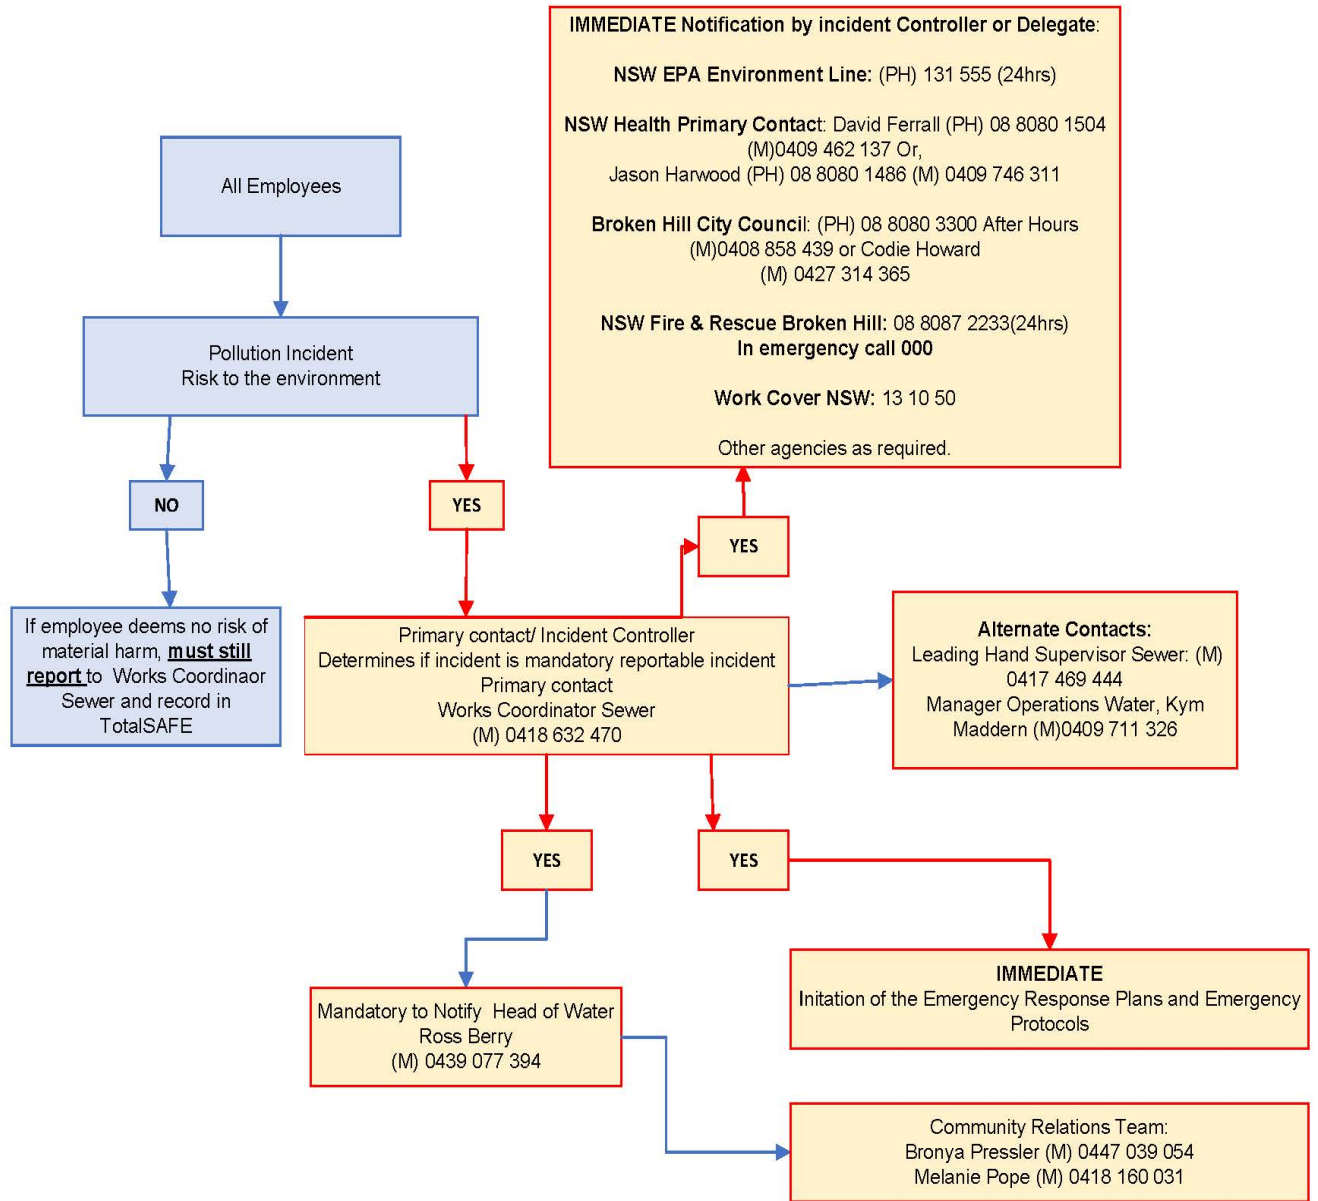 IMMEDIATE Notification by incident Controller or Delegate:
NSW EPA Environment Line: (PH) 131 555 (24hrs)
NSW Health Primary Contact: David Ferrall (PH) 08 8080 1504
(M)0409 462 137 Or,
Jason Harwood (PH) 08 8080 1486 (M) 0409 746 311
Broken Hill City Council: (PH) 08 8080 3300 After Hours
(M)0408 858 439 or Codie Howard
(M) 0427 314 365
NSW Fire & Rescue Broken Hill: 08 8087 2233(24hrs)
In emergency call 000
Work Cover NSW: 13 10 50
Other agencies as required.
All Employees
Pollution Incident
Risk to the environment
NO
YES
YES
If employee deems no risk of
material harm, must still
report to Works Coordinaor
Sewer and record in
TotalSAFE
Primary contact/ Incident Controller
Determines if incident is mandatory reportable incident
Primary contact
Works Coordinator Sewer
(M) 0418 632 470
Alternate Contacts:
Leading Hand Supervisor Sewer: (M)
0417 469 444
Manager Operations Water, Kym
Maddern (M)0409 711 326
YES
YES
Mandatory to Notify Head of Water
Ross Berry
(M) 0439 077 394
IMMEDIATE
Initation of the Emergency Response Plans and Emergency
Protocols
Community Relations Team:
Bronya Pressler (M) 0447 039 054
Melanie Pope (M) 0418 160 031